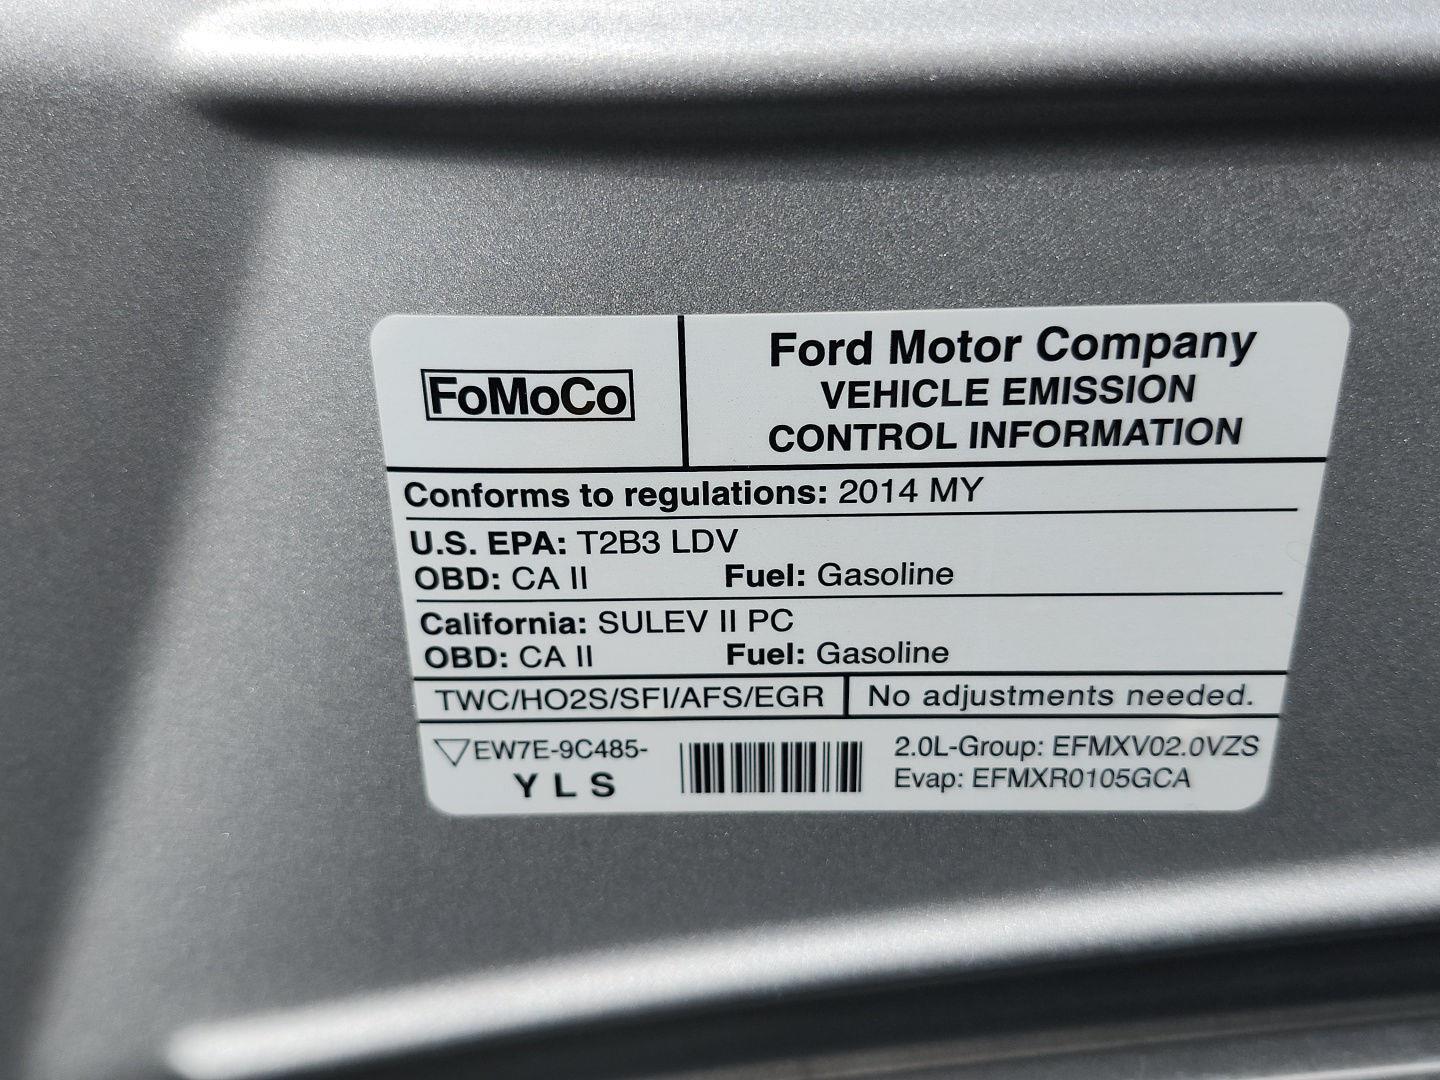 FoMoCo
Ford Motor Company
VEHICLE EMISSION
CONTROL INFORMATION
Conforms to regulations: 2014 MY
U.S. EPA: T2B3 LDV
OBD: CA II Fuel: Gasoline
California: SULEV II PC
OBD: CA II Fuel: Gasoline
TWC/HO2S/SFI/AFS/EGR No adjustments needed.
EW7E-9C485- 2.0L-Group: EFMXV02.0VZS
Y L S Evap: EFMXR0105GCA